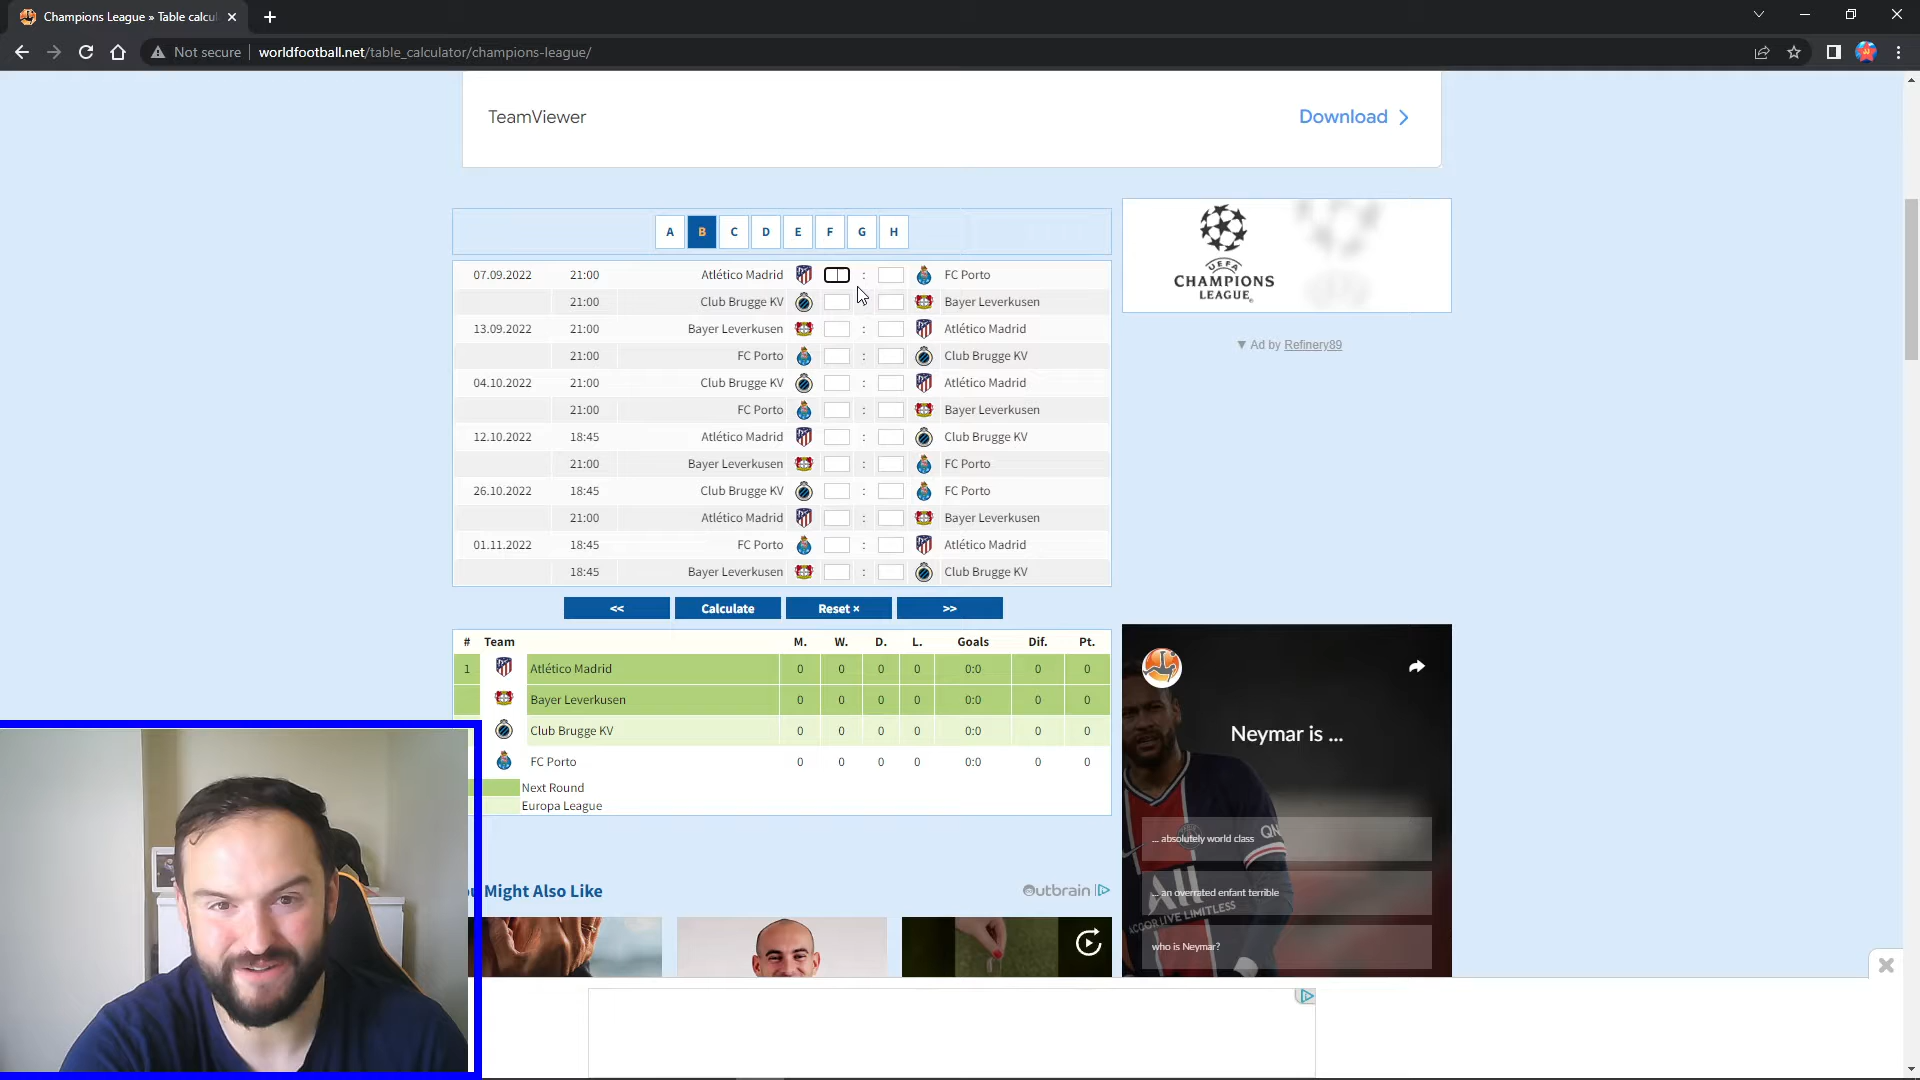 Champions League » Table calcul
Not secure worldfootball.net/table_calculator/champions-league/
TeamViewer Download
A B C D E F G H
07.09.2022 21:00 Atlético Madrid : FC Porto
21:00 Club Brugge KV : Bayer Leverkusen
13.09.2022 21:00 Bayer Leverkusen : Atlético Madrid
21:00 FC Porto : Club Brugge KV
04.10.2022 21:00 Club Brugge KV : Atlético Madrid
21:00 FC Porto : Bayer Leverkusen
12.10.2022 18:45 Atlético Madrid : Club Brugge KV
21:00 Bayer Leverkusen : FC Porto
26.10.2022 18:45 Club Brugge KV : FC Porto
21:00 Atlético Madrid : Bayer Leverkusen
01.11.2022 18:45 FC Porto : Atlético Madrid
18:45 Bayer Leverkusen : Club Brugge KV
<< Calculate Reset × >>
# Team M. W. D. L. Goals Dif. Pt.
1 Atlético Madrid 0 0 0 0 0:0 0 0
Bayer Leverkusen 0 0 0 0 0:0 0 0
Club Brugge KV 0 0 0 0 0:0 0 0
FC Porto 0 0 0 0 0:0 0 0
Next Round
Europa League
u Might Also Like
Outbrain
UEFA
CHAMPIONS
LEAGUE
▼ Ad by Refinery89
Neymar is ...
... absolutely world class
... an overrated enfant terrible
who is Neymar?
QN
All
ACCOR LIVE LIMITLESS